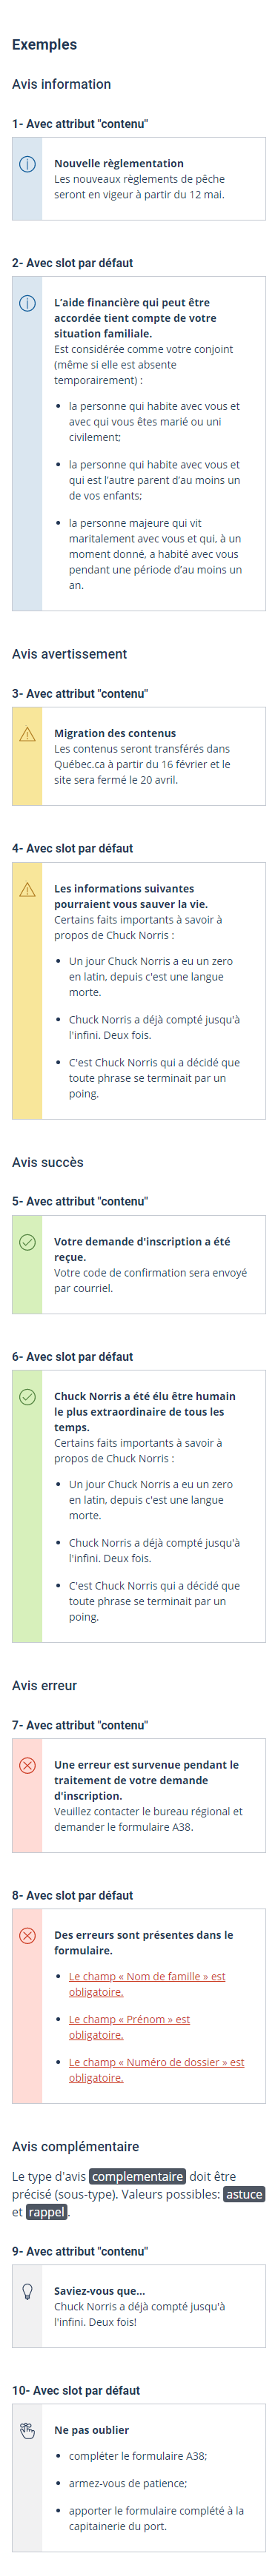 Exemples
Avis information
1- Avec attribut "contenu"
Nouvelle règlementation
Les nouveaux règlements de pêche
seront en vigeur à partir du 12 mai.
2- Avec slot par défaut
L’aide financière qui peut être
accordée tient compte de votre
situation familiale.
Est considérée comme votre conjoint
(même si elle est absente
temporairement) :
• la personne qui habite avec vous et
avec qui vous êtes marié ou uni
civilement;
• la personne qui habite avec vous et
qui est l’autre parent d’au moins un
de vos enfants;
• la personne majeure qui vit
maritalement avec vous et qui, à un
moment donné, a habité avec vous
pendant une période d’au moins un
an.
Avis avertissement
3- Avec attribut "contenu"
Migration des contenus
Les contenus seront transférés dans
Québec.ca à partir du 16 février et le
site sera fermé le 20 avril.
4- Avec slot par défaut
Les informations suivantes
pourraient vous sauver la vie.
Certains faits importants à savoir à
propos de Chuck Norris :
• Un jour Chuck Norris a eu un zero
en latin, depuis c'est une langue
morte.
• Chuck Norris a déjà compté jusqu'à
l'infini. Deux fois.
• C'est Chuck Norris qui a décidé que
toute phrase se terminait par un
poing.
Avis succès
5- Avec attribut "contenu"
Votre demande d'inscription a été
reçue.
Votre code de confirmation sera envoyé
par courriel.
6- Avec slot par défaut
Chuck Norris a été élu être humain
le plus extraordinaire de tous les
temps.
Certains faits importants à savoir à
propos de Chuck Norris :
• Un jour Chuck Norris a eu un zero
en latin, depuis c'est une langue
morte.
• Chuck Norris a déjà compté jusqu'à
l'infini. Deux fois.
• C'est Chuck Norris qui a décidé que
toute phrase se terminait par un
poing.
Avis erreur
7- Avec attribut "contenu"
Une erreur est survenue pendant le
traitement de votre demande
d'inscription.
Veuillez contacter le bureau régional et
demander le formulaire A38.
8- Avec slot par défaut
Des erreurs sont présentes dans le
formulaire.
• Le champ « Nom de famille » est
obligatoire.
• Le champ « Prénom » est
obligatoire.
• Le champ « Numéro de dossier » est
obligatoire.
Avis complémentaire
Le type d'avis complementaire doit être
précisé (sous-type). Valeurs possibles: astuce
et rappel.
9- Avec attribut "contenu"
Saviez-vous que...
Chuck Norris a déjà compté jusqu'à
l'infini. Deux fois!
10- Avec slot par défaut
Ne pas oublier
• compléter le formulaire A38;
• armez-vous de patience;
• apporter le formulaire complété à la
capitainerie du port.